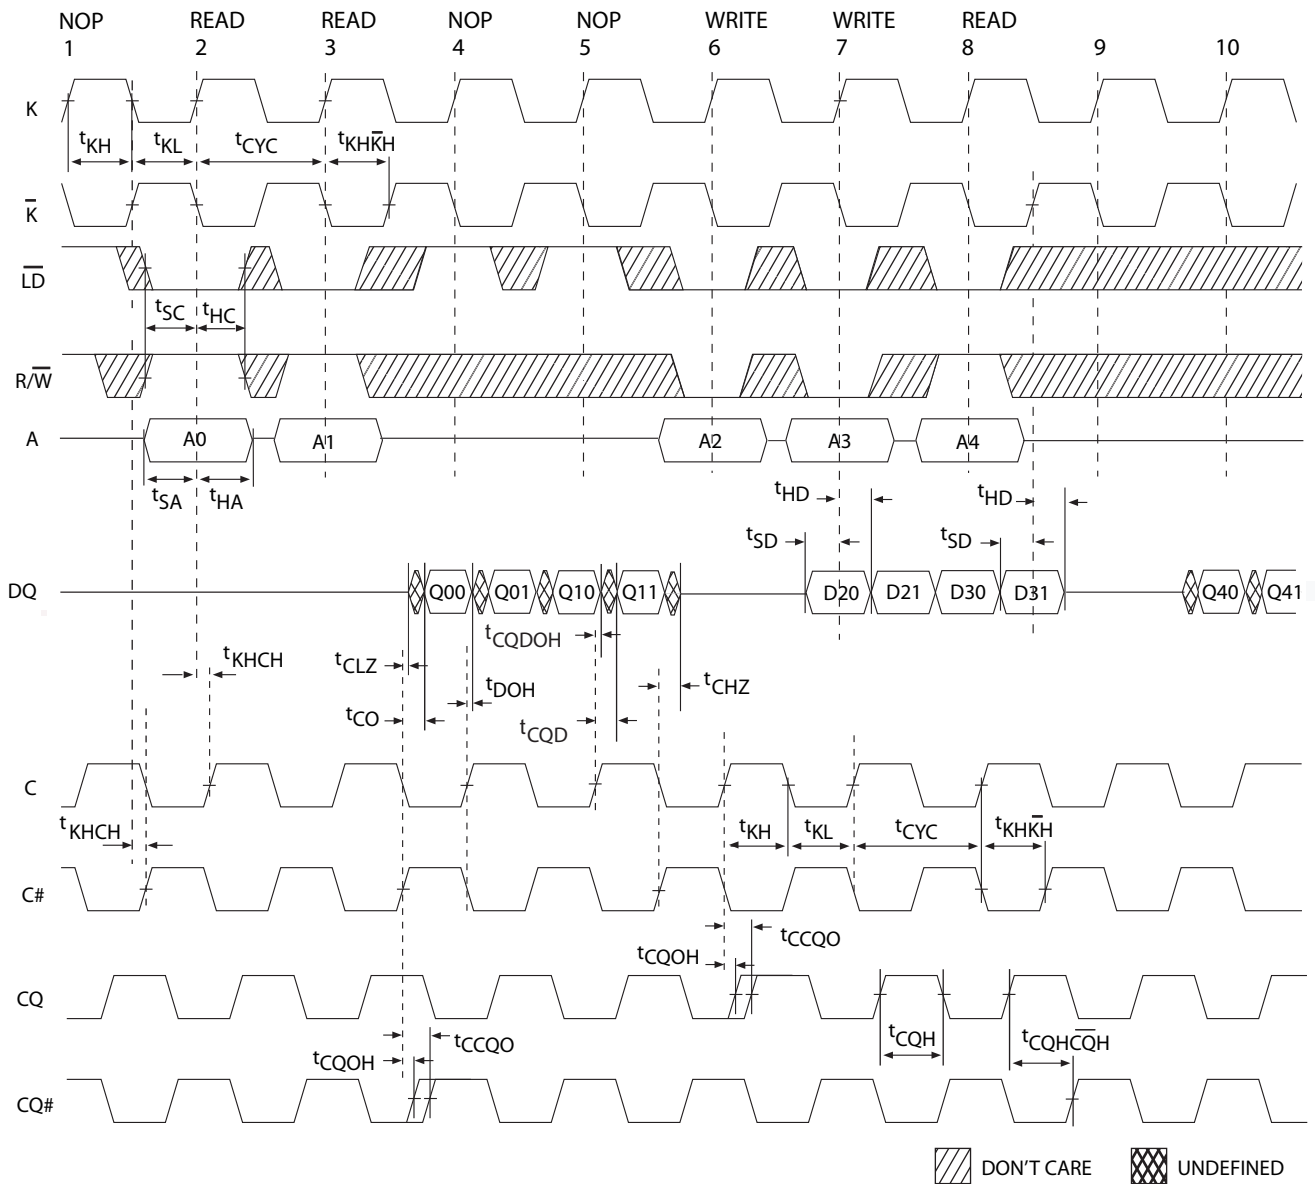 NOP READ READ NOP NOP WRITE WRITE READ
1 2 3 4 5 6 7 8 9 10
K
tKH tKL tCYC tKHK̅H
K̅
L̅D̅
tSC tHC
R/W̅
A A0 A1 A2 A3 A4
tSA tHA tHD tHD
tSD tSD
DQ Q00 Q01 Q10 Q11 D20 D21 D30 D31 Q40 Q41
tCQDOH
tKHCH tCLZ tDOH tCHZ
tCO tCQD
C
tKHCH tKH tKL tCYC tKHK̅H
C#
tCCQO
tCQOH
CQ
tCCQO tCQH tCQHC̅Q̅H
tCQOH
CQ#
DON'T CARE UNDEFINED